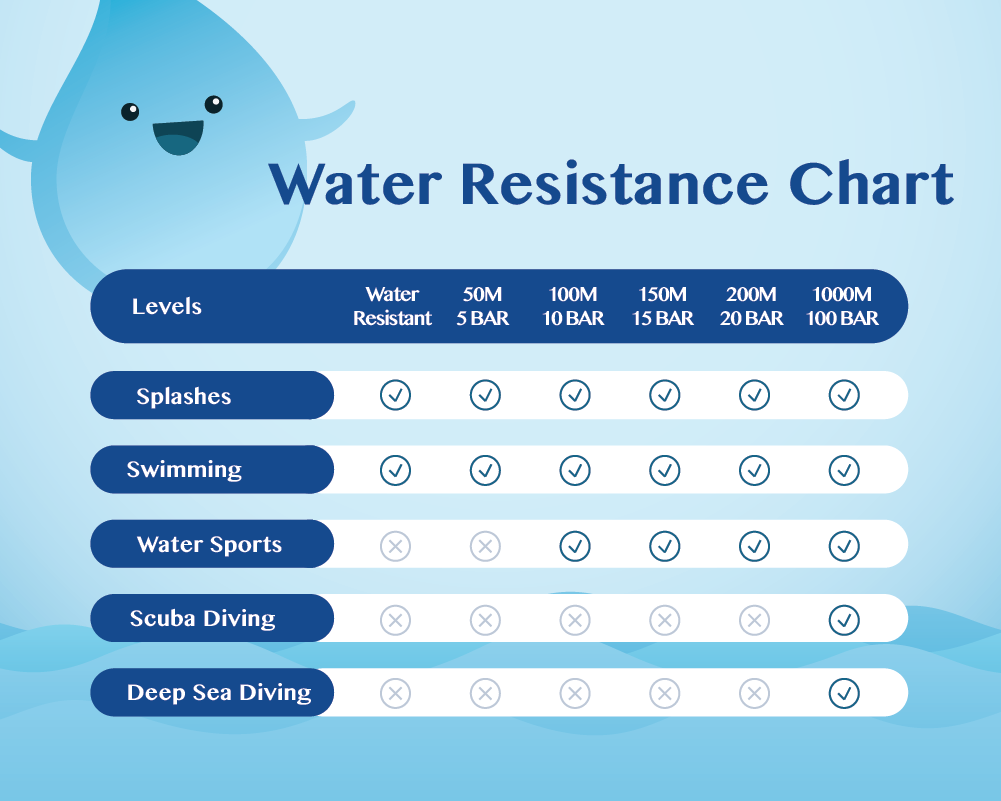 Water Resistance Chart
Levels
Water Resistant
50M 5 BAR
100M 10 BAR
150M 15 BAR
200M 20 BAR
1000M 100 BAR
Splashes
Swimming
Water Sports
Scuba Diving
Deep Sea Diving